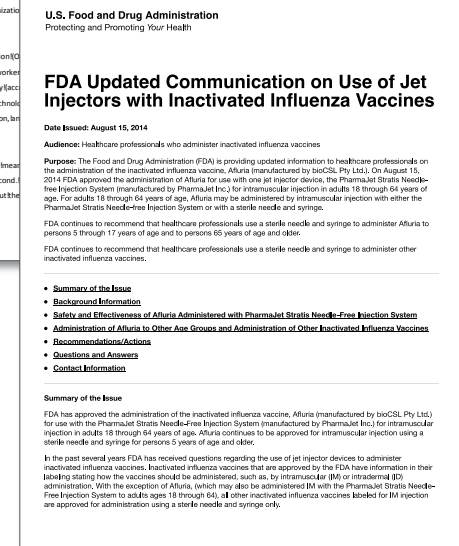 U.S. Food and Drug Administration
Protecting and Promoting Your Health
FDA Updated Communication on Use of Jet
Injectors with Inactivated Influenza Vaccines
Date Issued: August 15, 2014
Audience: Healthcare professionals who administer inactivated influenza vaccines
Purpose: The Food and Drug Administration (FDA) is providing updated information to healthcare professionals on
the administration of the inactivated influenza vaccine, Afluria (manufactured by bioCSL Pty Ltd.). On August 15,
2014 FDA approved the administration of Afluria for use with one jet injector device, the PharmaJet Stratis Needle-
free Injection System (manufactured by PharmaJet Inc.) for intramuscular injection in adults 18 through 64 years of
age. For adults 18 through 64 years of age, Afluria may be administered by intramuscular injection with either the
PharmaJet Stratis Needle-free Injection System or with a sterile needle and syringe.
FDA continues to recommend that healthcare professionals use a sterile needle and syringe to administer Afluria to
persons 5 through 17 years of age and to persons 65 years of age and older.
FDA continues to recommend that healthcare professionals use a sterile needle and syringe to administer other
inactivated influenza vaccines.
• Summary of the Issue
• Background Information
• Safety and Effectiveness of Afluria Administered with PharmaJet Stratis Needle-Free Injection System
• Administration of Afluria to Other Age Groups and Administration of Other Inactivated Influenza Vaccines
• Recommendations/Actions
• Questions and Answers
• Contact Information
Summary of the Issue
FDA has approved the administration of the inactivated influenza vaccine, Afluria (manufactured by bioCSL Pty Ltd.)
for use with the PharmaJet Stratis Needle-Free Injection System (manufactured by PharmaJet Inc.) for intramuscular
injection in adults 18 through 64 years of age. Afluria continues to be approved for intramuscular injection using a
sterile needle and syringe for persons 5 years of age and older.
In the past several years FDA has received questions regarding the use of jet injector devices to administer
inactivated influenza vaccines. Inactivated influenza vaccines that are approved by the FDA have information in their
labeling stating how the vaccines should be administered, such as, by intramuscular (IM) or intradermal (ID)
administration. With the exception of Afluria, (which may also be administered IM with the PharmaJet Stratis Needle-
Free Injection System to adults ages 18 through 64), all other inactivated influenza vaccines labeled for IM injection
are approved for administration using a sterile needle and syringe only.